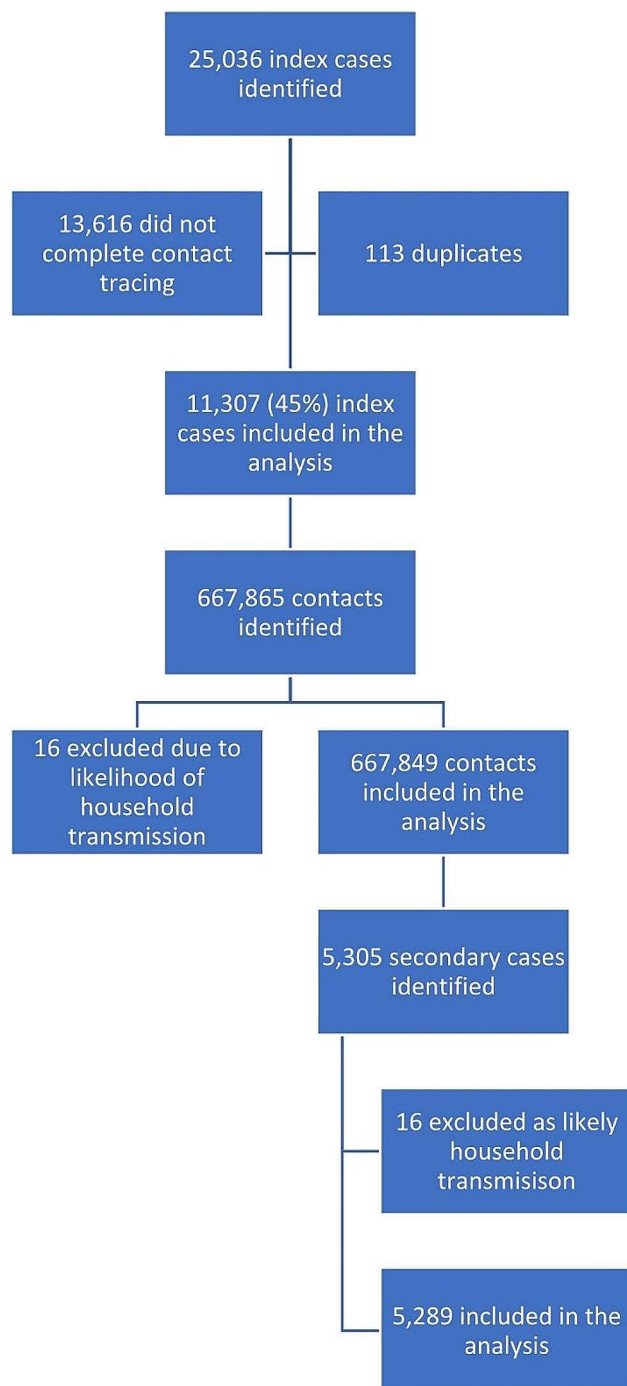 25,036 index cases
identified
13,616 did not
complete contact
tracing
113 duplicates
11,307 (45%) index
cases included in the
analysis
667,865 contacts
identified
16 excluded due to
likelihood of
household
transmission
667,849 contacts
included in the
analysis
5,305 secondary cases
identified
16 excluded as likely
household
transmisison
5,289 included in the
analysis